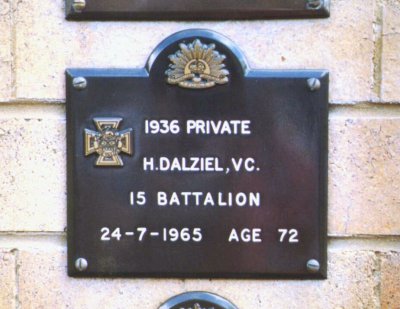 1936 PRIVATE
H. DALZIEL, VC.
15 BATTALION
24-7-1965 AGE 72